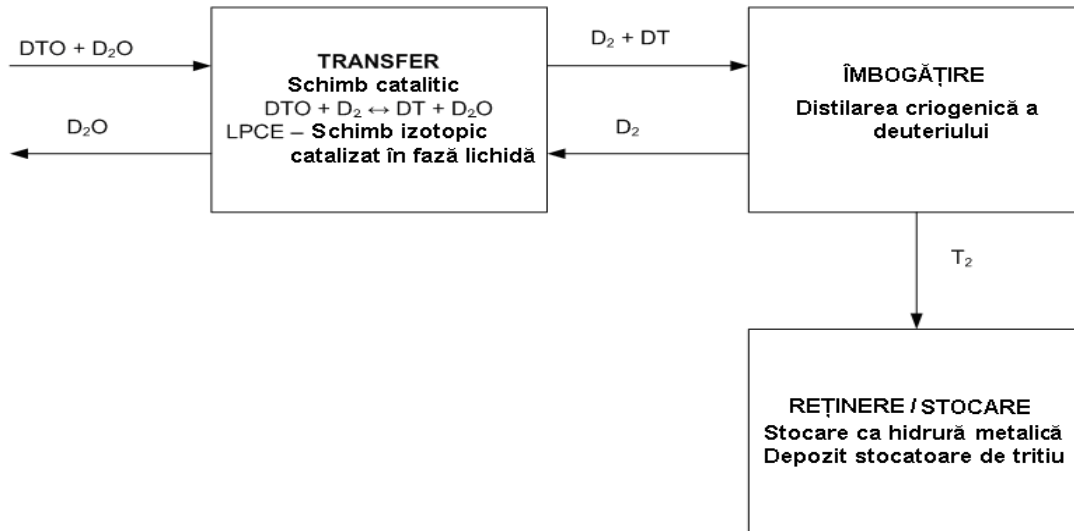 DTO + D₂O
D₂O
TRANSFER
Schimb catalitic
DTO + D₂ ↔ DT + D₂O
LPCE – Schimb izotopic
catalizat în fază lichidă
D₂ + DT
D₂
ÎMBOGĂȚIRE
Distilarea criogenică a
deuteriului
T₂
REȚINERE / STOCARE
Stocare ca hidrură metalică
Depozit stocatoare de tritiu